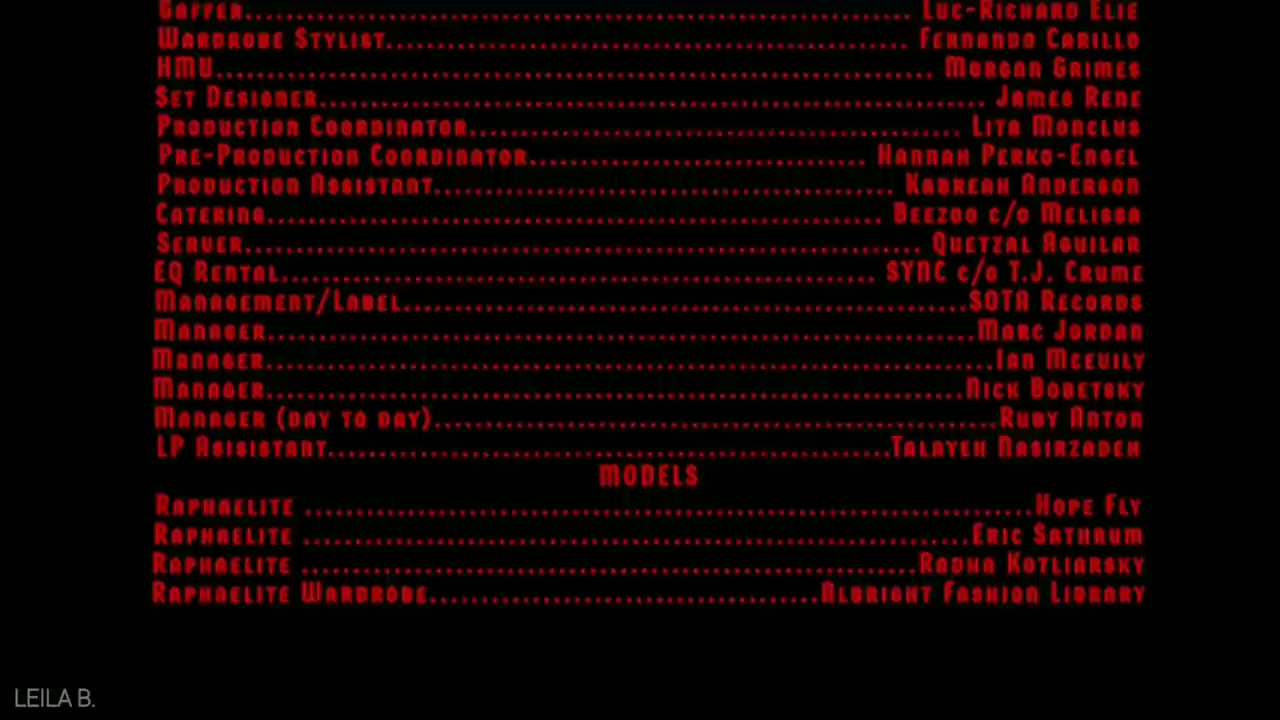 Gaffer................................ Luc-Richard Elie
Wardrobe Stylist................................ Fernando Carillo
HMU................................ Morgan Grimes
Set Designer................................ James Rene
Production Coordinator................................ Lita Monclus
Pre-Production Coordinator................................ Hannah Perko-Engel
Production Assistant................................ Kabreah Anderson
Catering................................ Beezoo c/o Melissa
Server................................ Quetzal Aguilar
EQ Rental................................ SYNC c/o T.J. Crume
Management/Label................................SOTA Records
Manager................................Marc Jordan
Manager................................Ian Mcevily
Manager................................Nick Bobetsky
Manager (day to day)................................Ruby Anton
LP Asisistant................................Talayeh Nasirzadeh
MODELS
Raphaelite ................................Hope Fly
Raphaelite ................................Eric Sathrum
Raphaelite ................................Radha Kotliarsky
Raphaelite Wardrobe................................Albright Fashion Library
LEILA B.